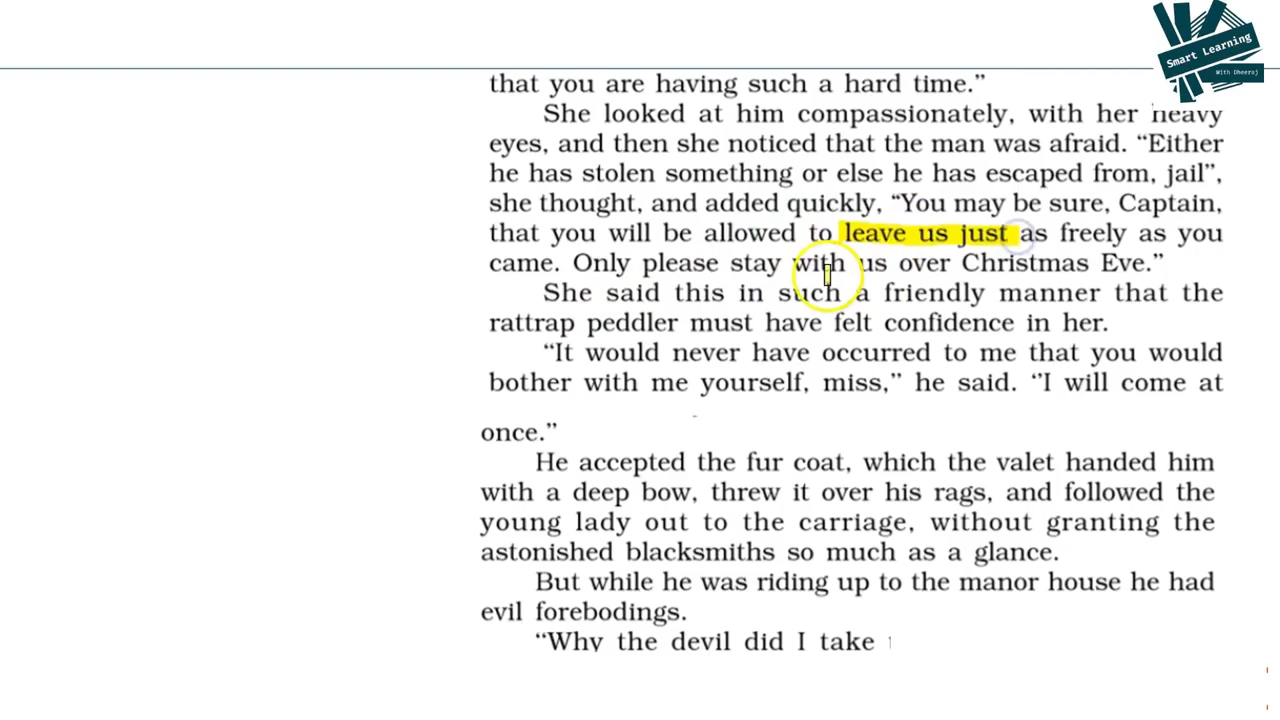 Smart Learning
With Dheeraj
that you are having such a hard time.”
She looked at him compassionately, with her heavy
eyes, and then she noticed that the man was afraid. “Either
he has stolen something or else he has escaped from, jail”,
she thought, and added quickly, “You may be sure, Captain,
that you will be allowed to leave us just as freely as you
came. Only please stay with us over Christmas Eve.”
She said this in such a friendly manner that the
rattrap peddler must have felt confidence in her.
“It would never have occurred to me that you would
bother with me yourself, miss,” he said. ‘’I will come at
once.”
He accepted the fur coat, which the valet handed him
with a deep bow, threw it over his rags, and followed the
young lady out to the carriage, without granting the
astonished blacksmiths so much as a glance.
But while he was riding up to the manor house he had
evil forebodings.
“Why the devil did I take